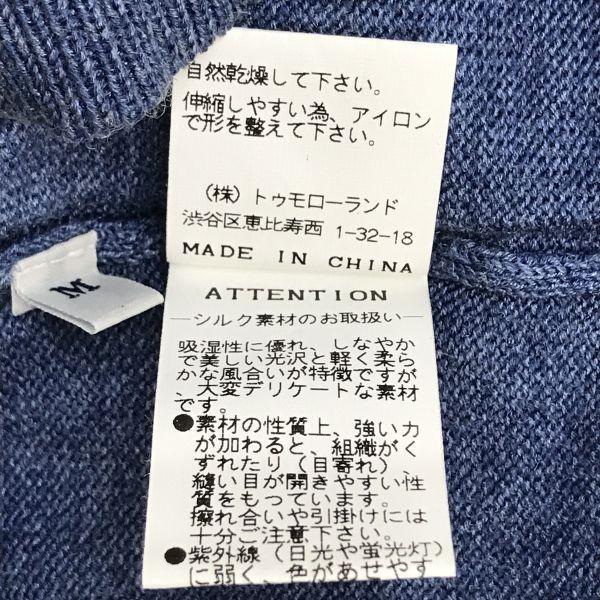 自然乾燥して下さい。
伸縮しやすい為、アイロン
で形を整えて下さい。
(株)トゥモローランド
渋谷区恵比寿西 1-32-18
MADE IN CHINA
M
ATTENTION
―シルク素材のお取扱い―
吸湿性に優れ、しなやか
で美しい光沢と軽く柔ら
かな風合いが特徴ですが
、大変デリケートな素材
です。
●素材の性質上、強い力
が加わると、組織がく
ずれたり(目寄れ)、
縫い目が開きやすい性
質をもっています。
擦れ合いや引掛けには
十分ご注意下さい。
●紫外線(日光や蛍光灯)
に弱く、色があせやす